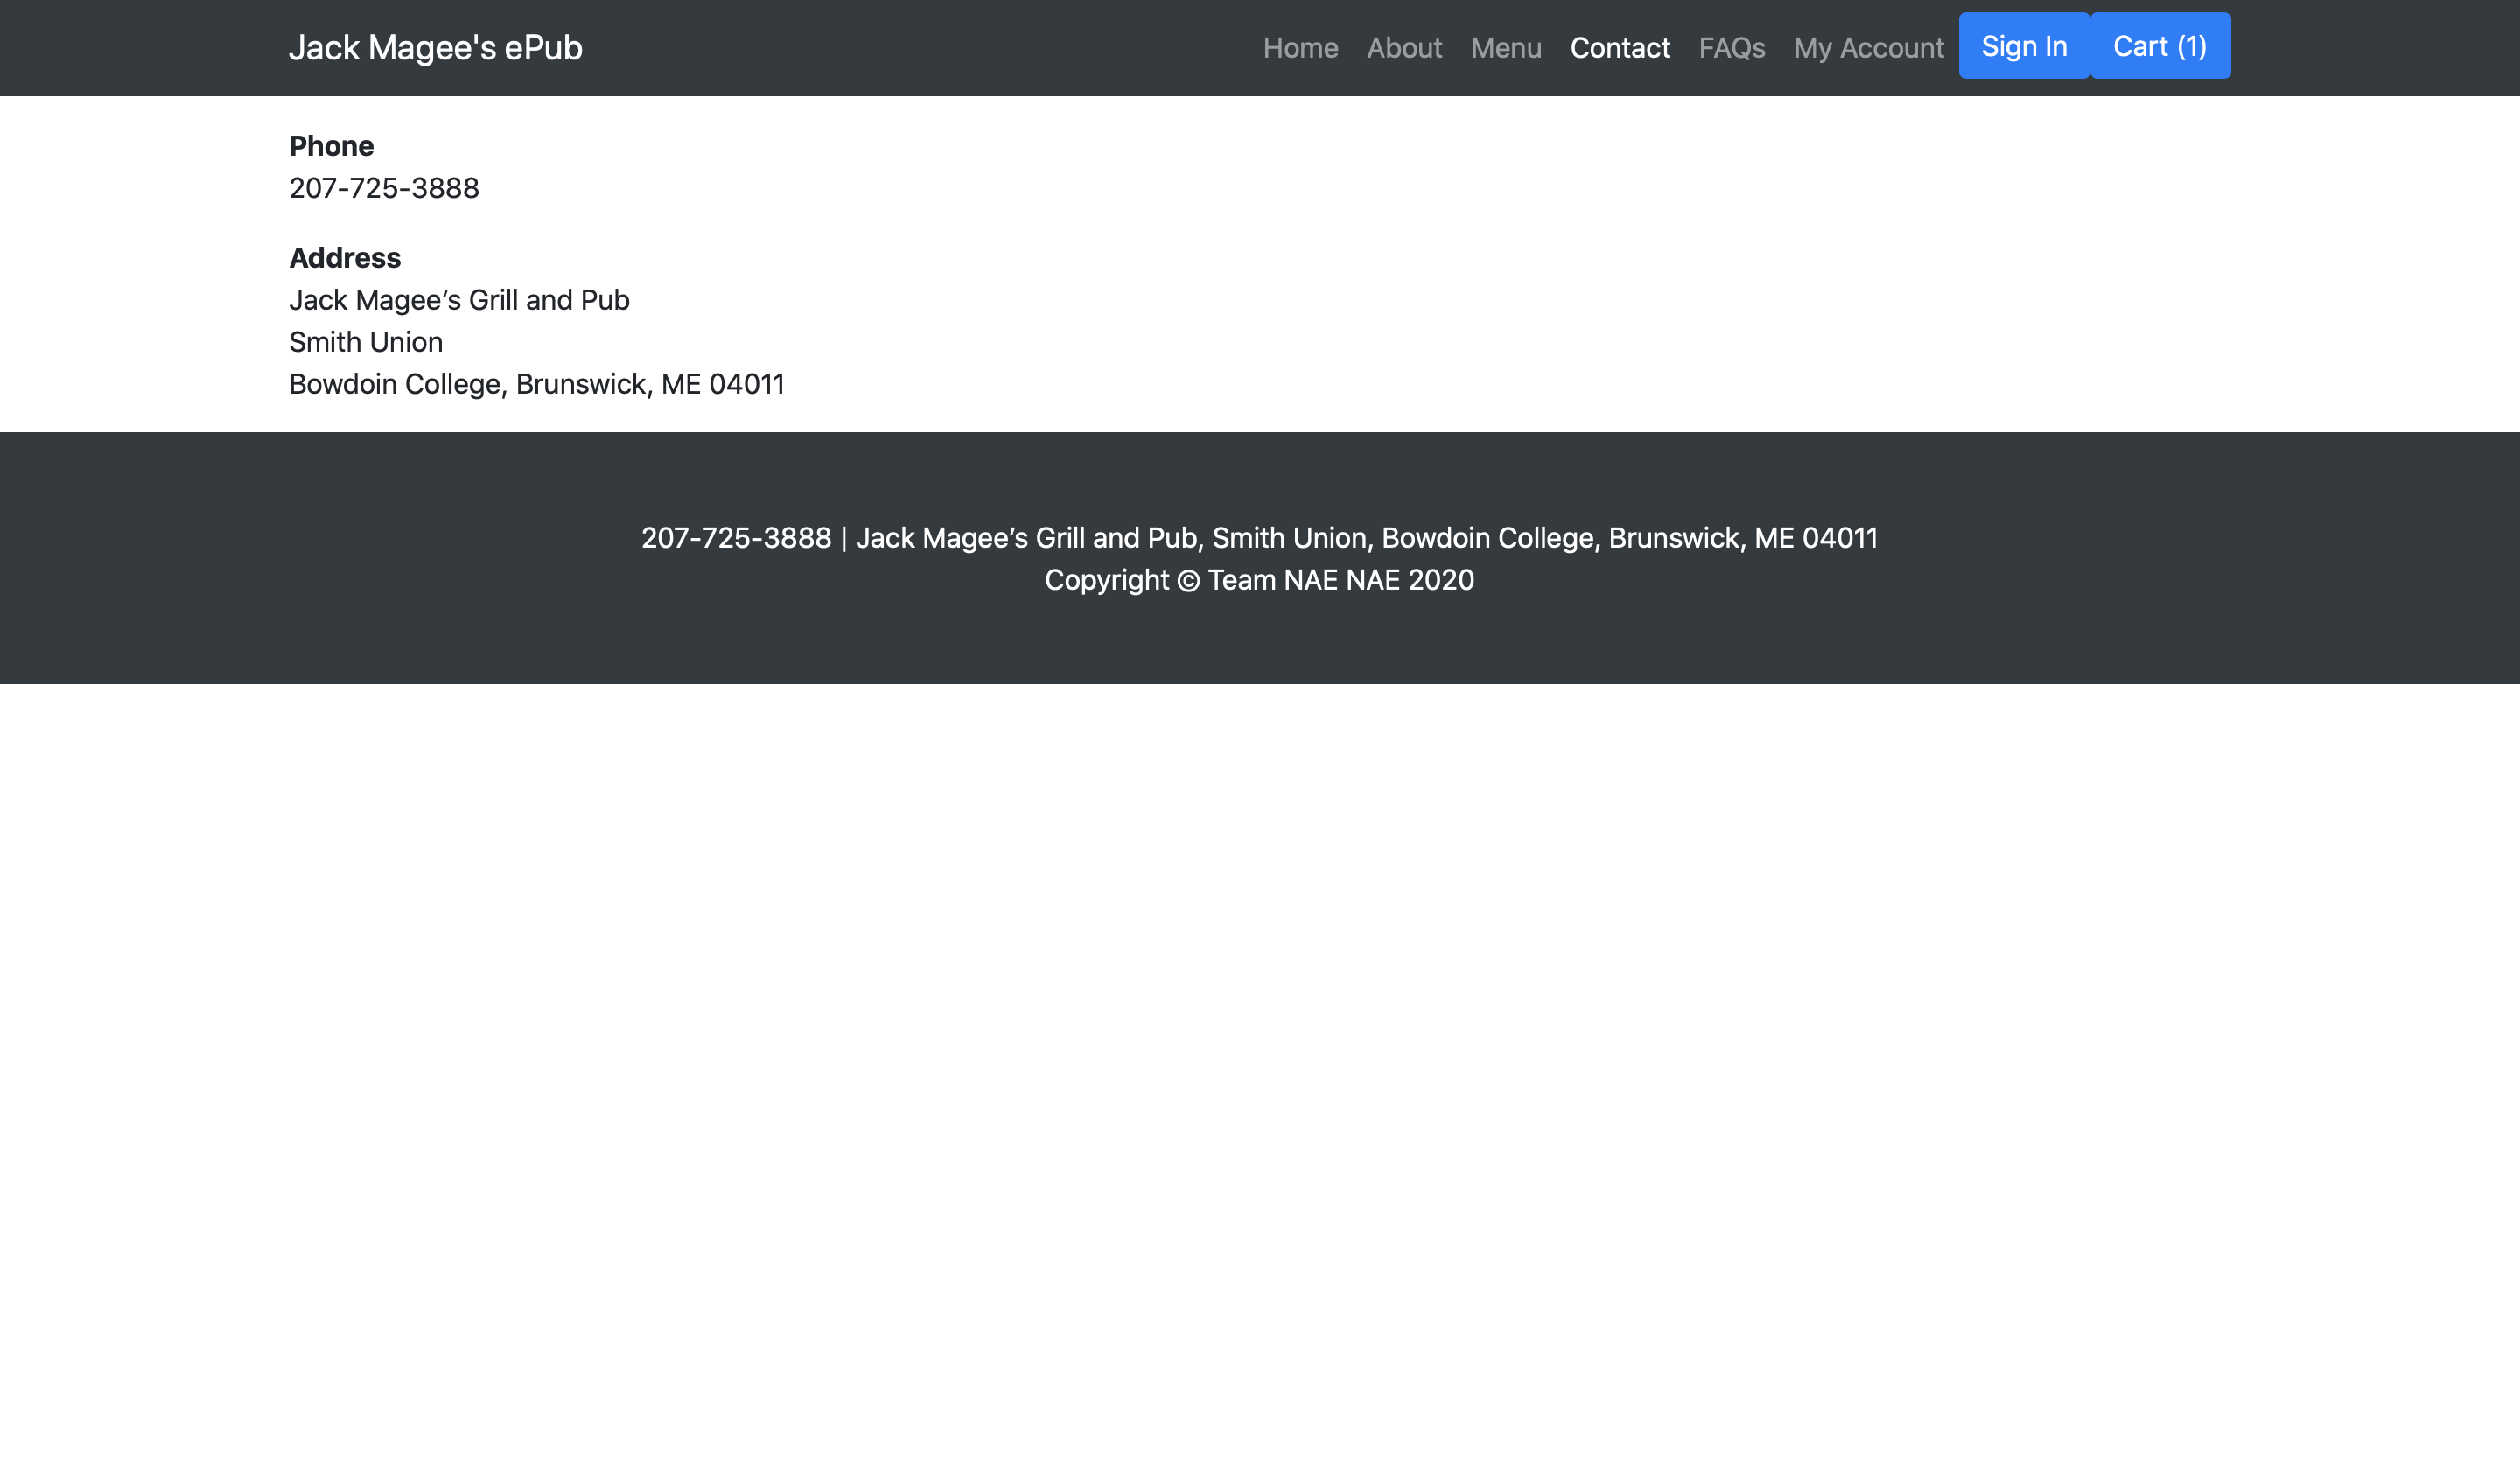 Jack Magee's ePub
Home About Menu Contact FAQs My Account Sign In Cart (1)
Phone
207-725-3888
Address
Jack Magee’s Grill and Pub
Smith Union
Bowdoin College, Brunswick, ME 04011
207-725-3888 | Jack Magee’s Grill and Pub, Smith Union, Bowdoin College, Brunswick, ME 04011
Copyright © Team NAE NAE 2020